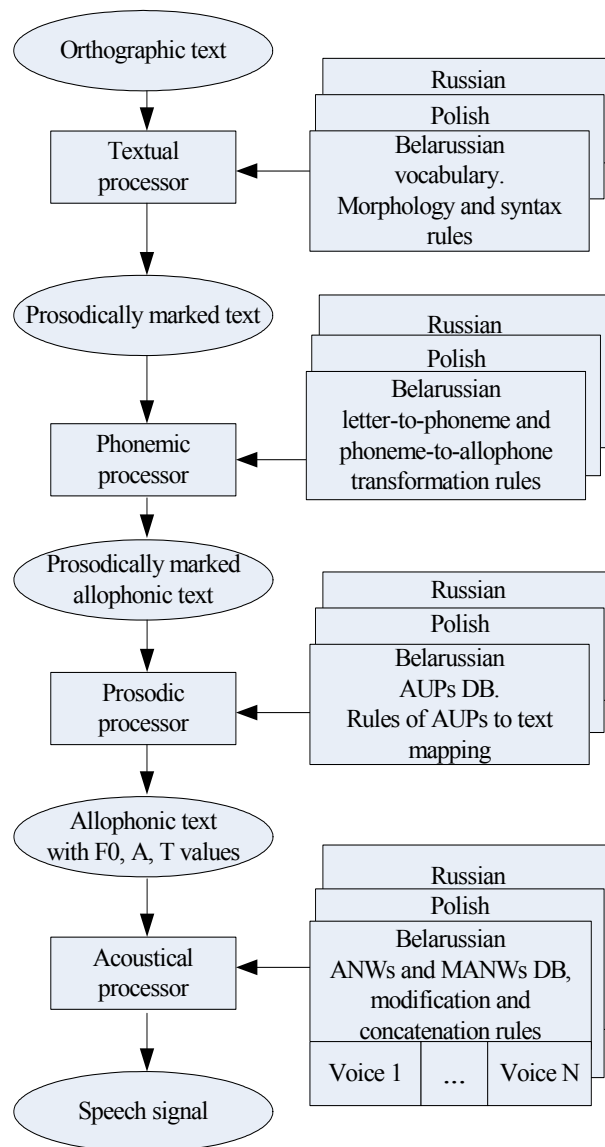 Orthographic text
Russian
Polish
Textual
processor
Belarussian
vocabulary.
Morphology and syntax
rules
Prosodically marked text
Russian
Polish
Phonemic
processor
Belarussian
letter-to-phoneme and
phoneme-to-allophone
transformation rules
Prosodically marked
allophonic text
Russian
Polish
Prosodic
processor
Belarussian
AUPs DB.
Rules of AUPs to text
mapping
Allophonic text
with F0, A, T values
Russian
Polish
Acoustical
processor
Belarussian
ANWs and MANWs DB,
modification and
concatenation rules
Voice 1 ... Voice N
Speech signal